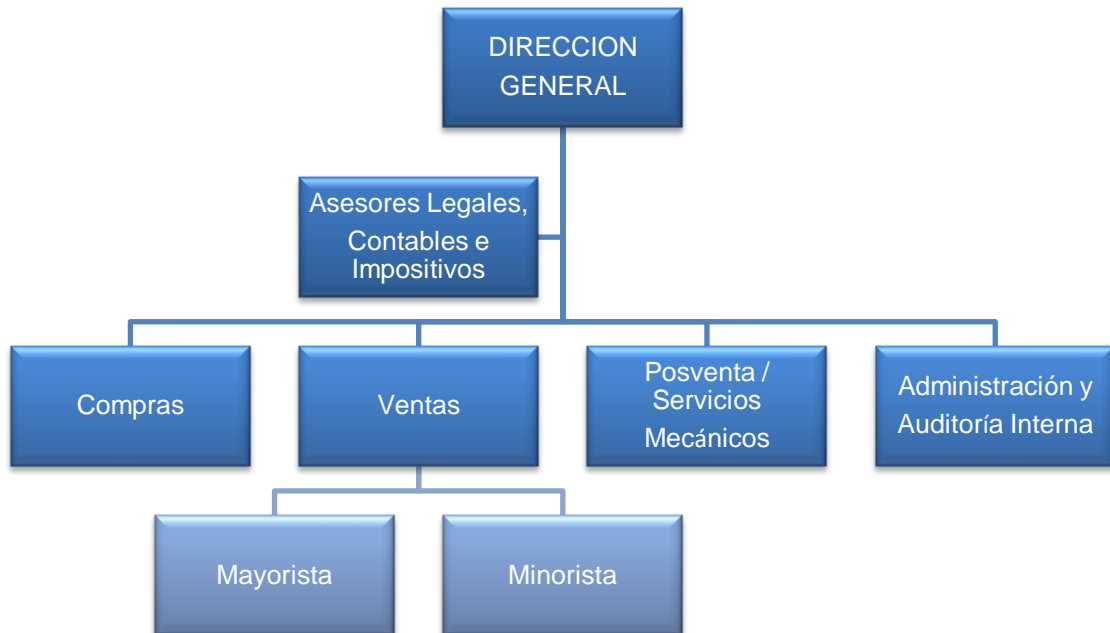 DIRECCION
GENERAL
Asesores Legales,
Contables e
Impositivos
Compras
Ventas
Posventa /
Servicios
Mecánicos
Administración y
Auditoría Interna
Mayorista
Minorista